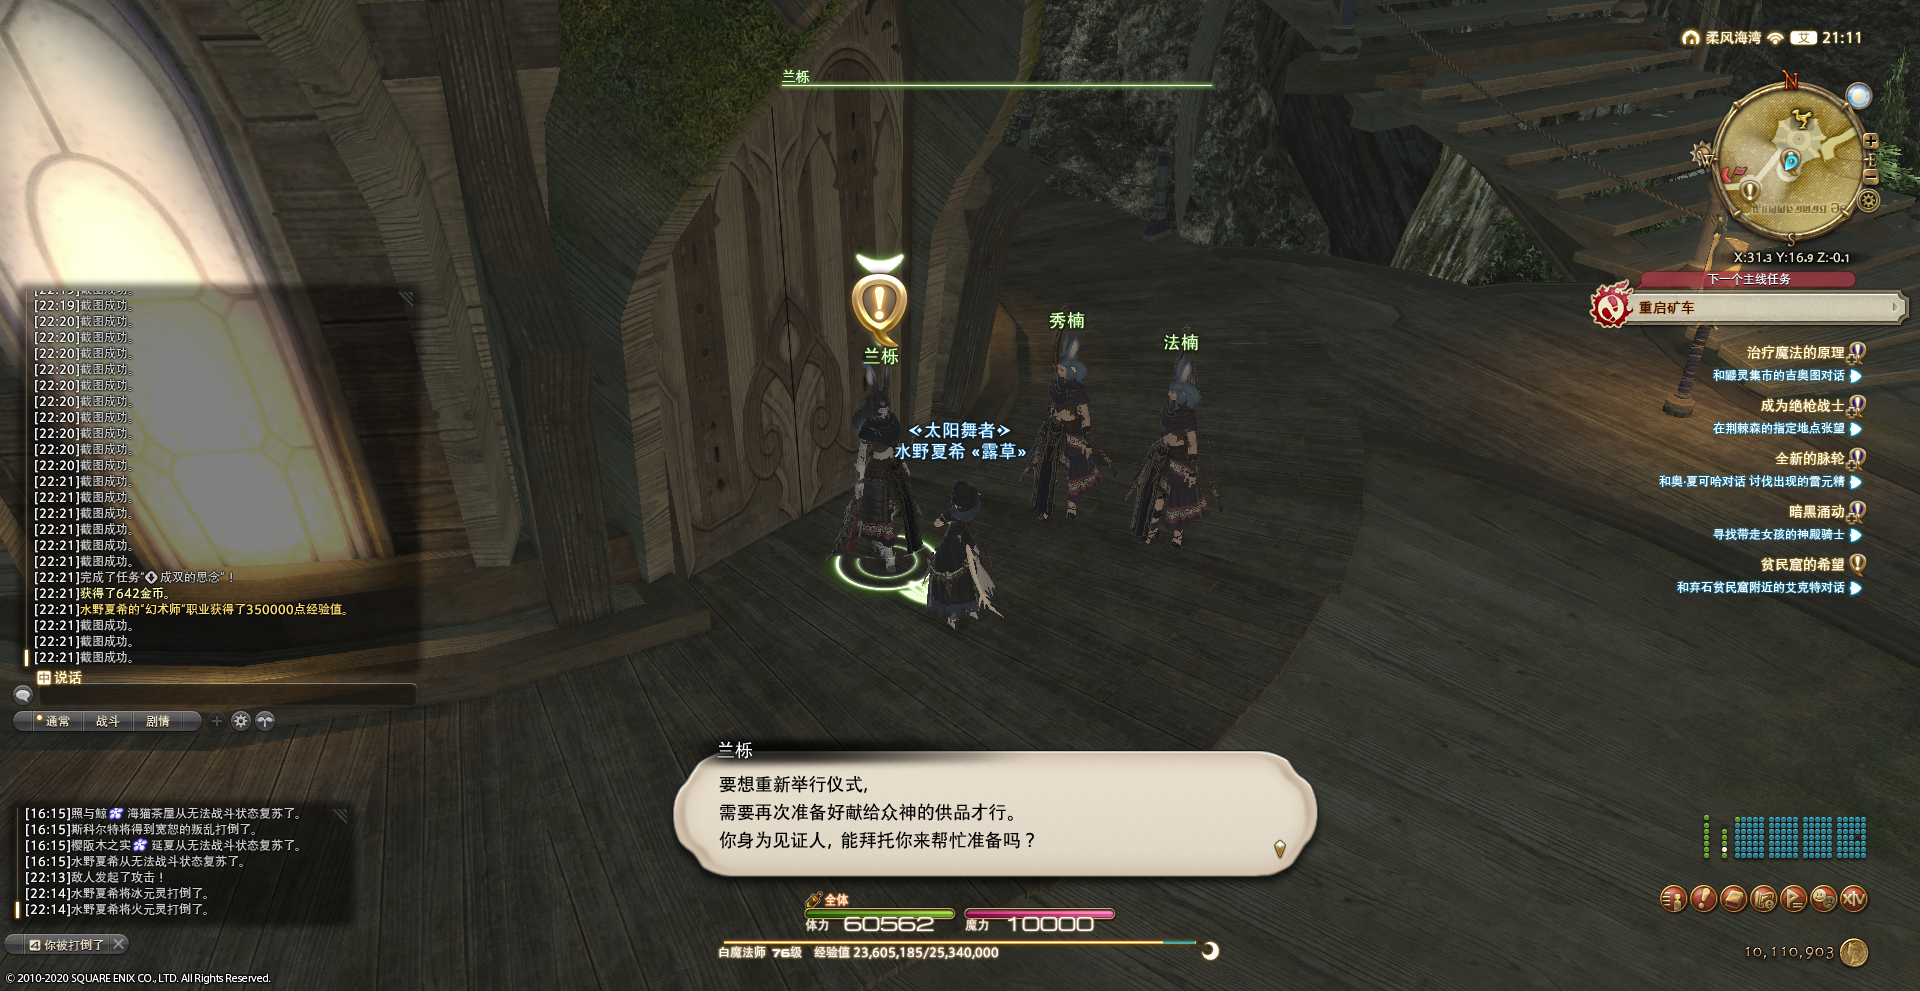 兰栎
柔风海湾 艾 21:11
N
W
E
S
X:31.3 Y:16.9 Z:-0.1
下一个主线任务
重启矿车
治疗魔法的原理
和鼹灵集市的吉奥图对话
成为绝枪战士
在荆棘森的指定地点张望
全新的脉轮
和奥·夏可哈对话 讨伐出现的雷元精
暗黑涌动
寻找带走女孩的神殿骑士
贫民窟的希望
和弃石贫民窟附近的艾克特对话
兰栎
秀楠
法楠
太阳舞者
水野夏希 «露草»
[22:19]截图成功。
[22:19]截图成功。
[22:20]截图成功。
[22:20]截图成功。
[22:20]截图成功。
[22:20]截图成功。
[22:20]截图成功。
[22:20]截图成功。
[22:20]截图成功。
[22:20]截图成功。
[22:20]截图成功。
[22:20]截图成功。
[22:21]截图成功。
[22:21]截图成功。
[22:21]截图成功。
[22:21]截图成功。
[22:21]截图成功。
[22:21]截图成功。
[22:21]完成了任务“成双的思念”！
[22:21]获得了642金币。
[22:21]水野夏希的“幻术师”职业获得了350000点经验值。
[22:21]截图成功。
[22:21]截图成功。
[22:21]截图成功。
中 说话
通常 战斗 剧情
兰栎
要想重新举行仪式,
需要再次准备好献给众神的供品才行。
你身为见证人, 能拜托你来帮忙准备吗？
[16:15]照与鲸 海猫茶屋从无法战斗状态复苏了。
[16:15]斯科尔特将得到宽恕的叛乱打倒了。
[16:15]樱阪木之实 延夏从无法战斗状态复苏了。
[16:15]水野夏希从无法战斗状态复苏了。
[22:13]敌人发起了攻击！
[22:14]水野夏希将冰元灵打倒了。
[22:14]水野夏希将火元灵打倒了。
4 你被打倒了
全体
体力 60562 魔力 10000
白魔法师 76级 经验值 23,605,185/25,340,000
XIV
10,110,903
© 2010-2020 SQUARE ENIX CO., LTD. All Rights Reserved.